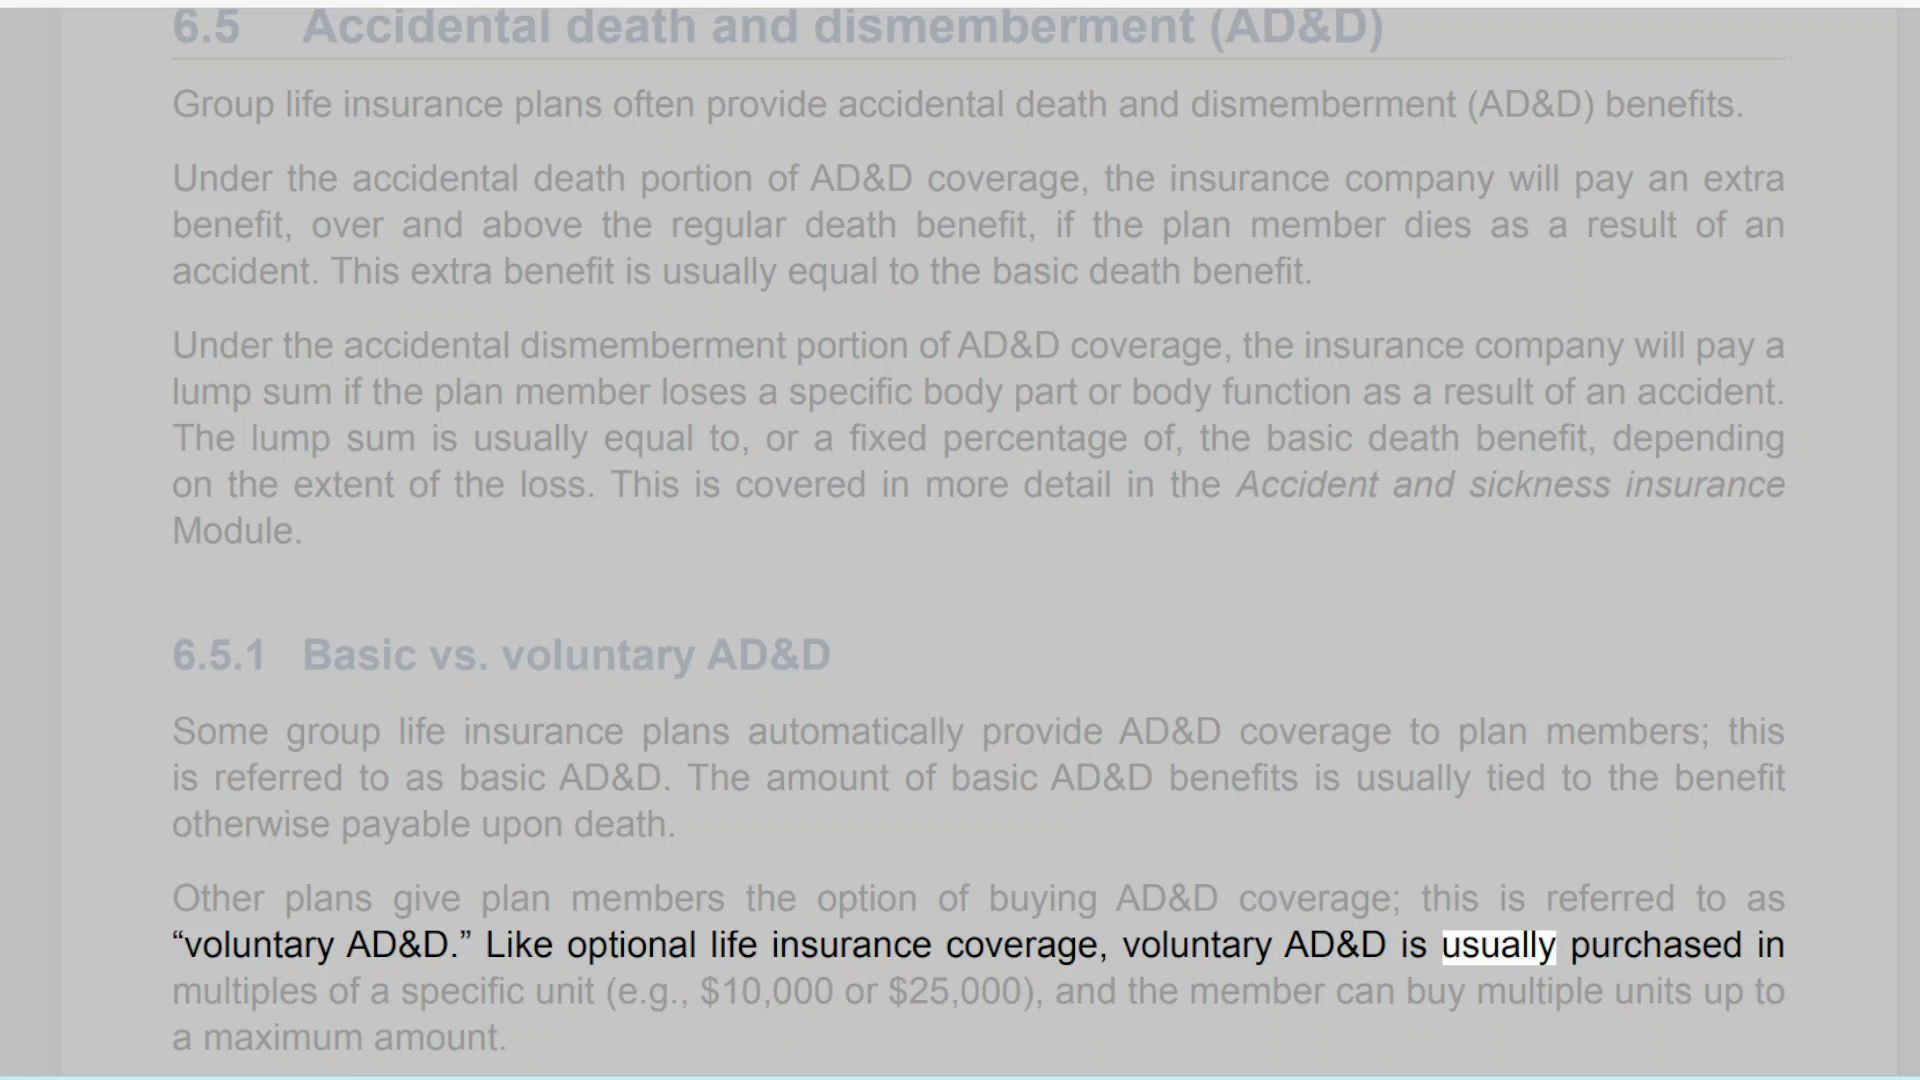 6.5 Accidental death and dismemberment (AD&D)
Group life insurance plans often provide accidental death and dismemberment (AD&D) benefits.
Under the accidental death portion of AD&D coverage, the insurance company will pay an extra
benefit, over and above the regular death benefit, if the plan member dies as a result of an
accident. This extra benefit is usually equal to the basic death benefit.
Under the accidental dismemberment portion of AD&D coverage, the insurance company will pay a
lump sum if the plan member loses a specific body part or body function as a result of an accident.
The lump sum is usually equal to, or a fixed percentage of, the basic death benefit, depending
on the extent of the loss. This is covered in more detail in the Accident and sickness insurance
Module.
6.5.1 Basic vs. voluntary AD&D
Some group life insurance plans automatically provide AD&D coverage to plan members; this
is referred to as basic AD&D. The amount of basic AD&D benefits is usually tied to the benefit
otherwise payable upon death.
Other plans give plan members the option of buying AD&D coverage; this is referred to as
“voluntary AD&D.” Like optional life insurance coverage, voluntary AD&D is usually purchased in
multiples of a specific unit (e.g., $10,000 or $25,000), and the member can buy multiple units up to
a maximum amount.